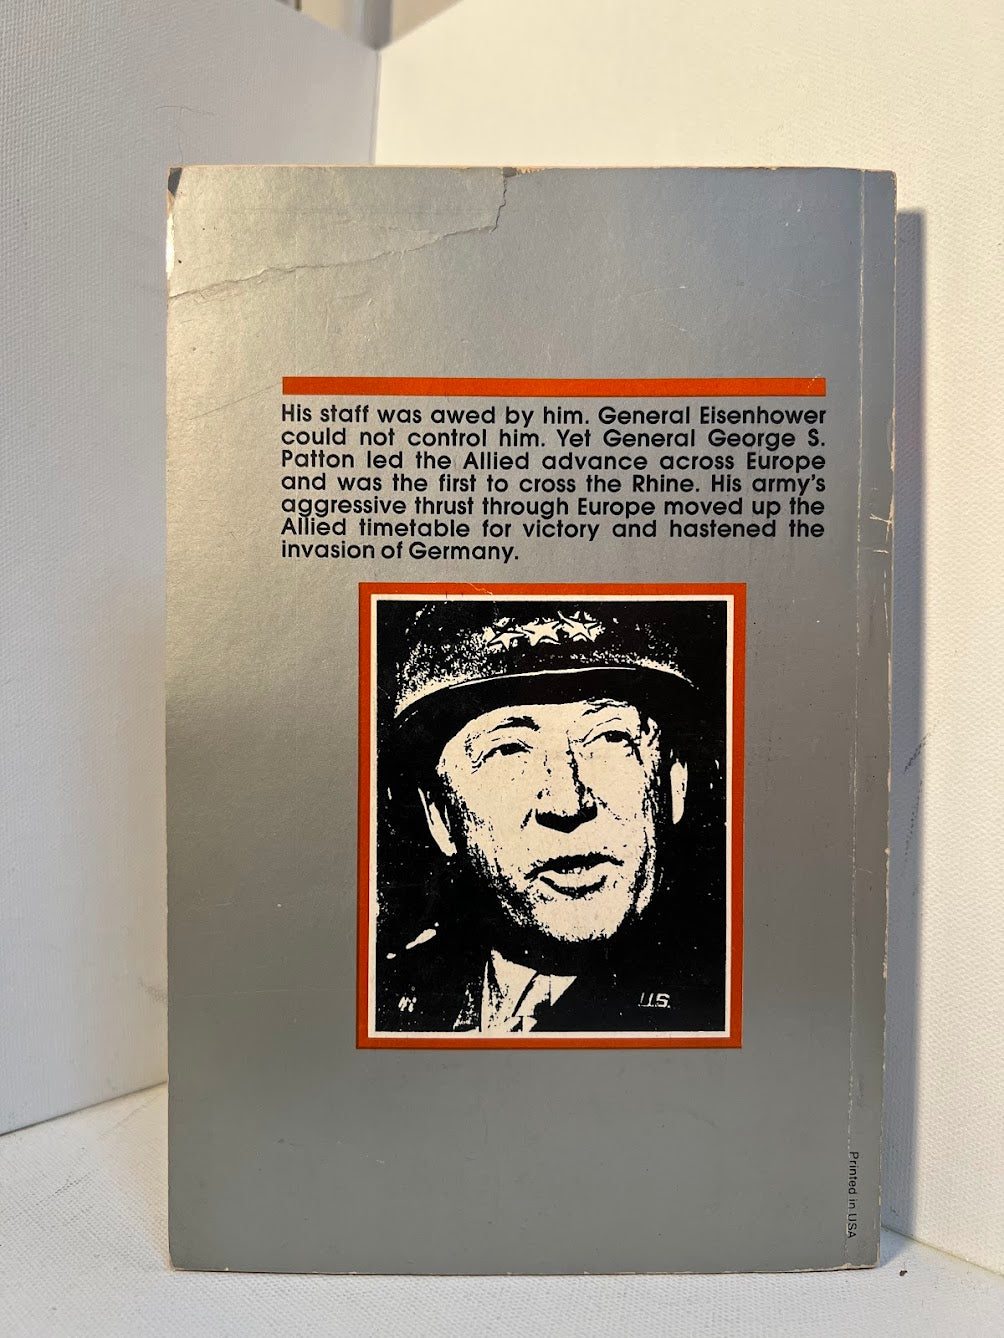 His staff was awed by him. General Eisenhower
could not control him. Yet General George S.
Patton led the Allied advance across Europe
and was the first to cross the Rhine. His army's
aggressive thrust through Europe moved up the
Allied timetable for victory and hastened the
invasion of Germany.
U.S.
Printed in USA